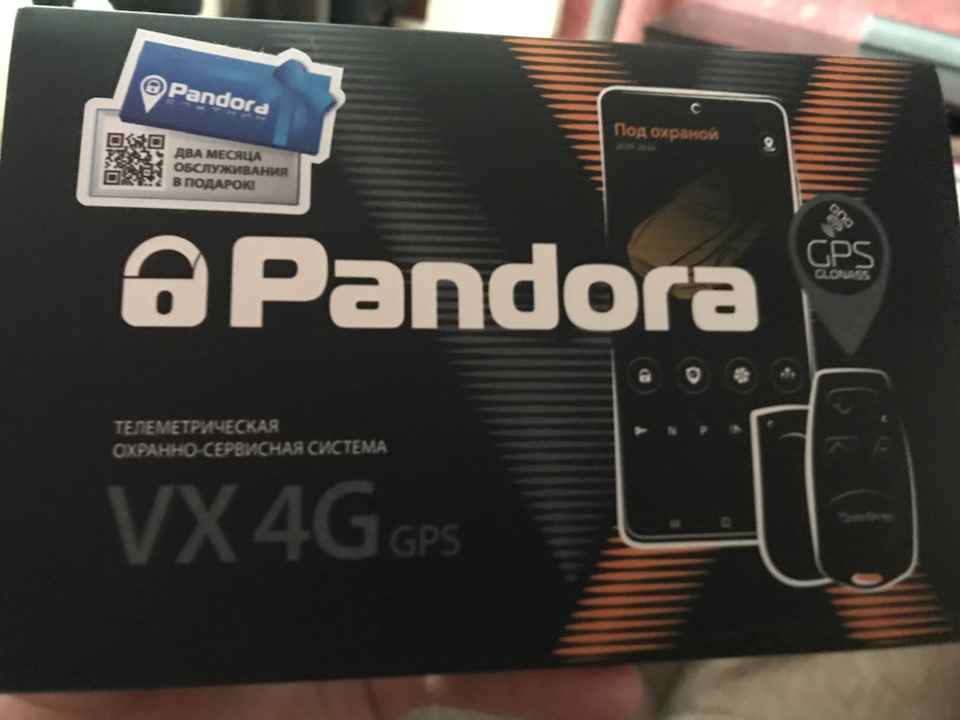 Pandora
ДВА МЕСЯЦА
ОБСЛУЖИВАНИЯ
В ПОДАРОК!
Под охраной
GPS
GLONASS
Pandora
ТЕЛЕМЕТРИЧЕСКАЯ
ОХРАННО-СЕРВИСНАЯ СИСТЕМА
VX 4G GPS
N P